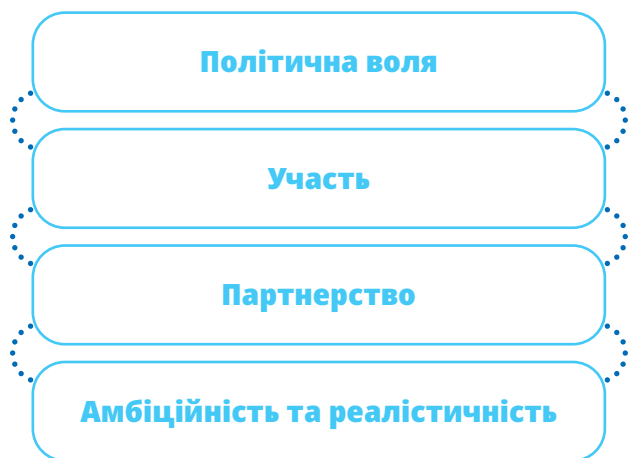 Політична воля
Участь
Партнерство
Амбіційність та реалістичність